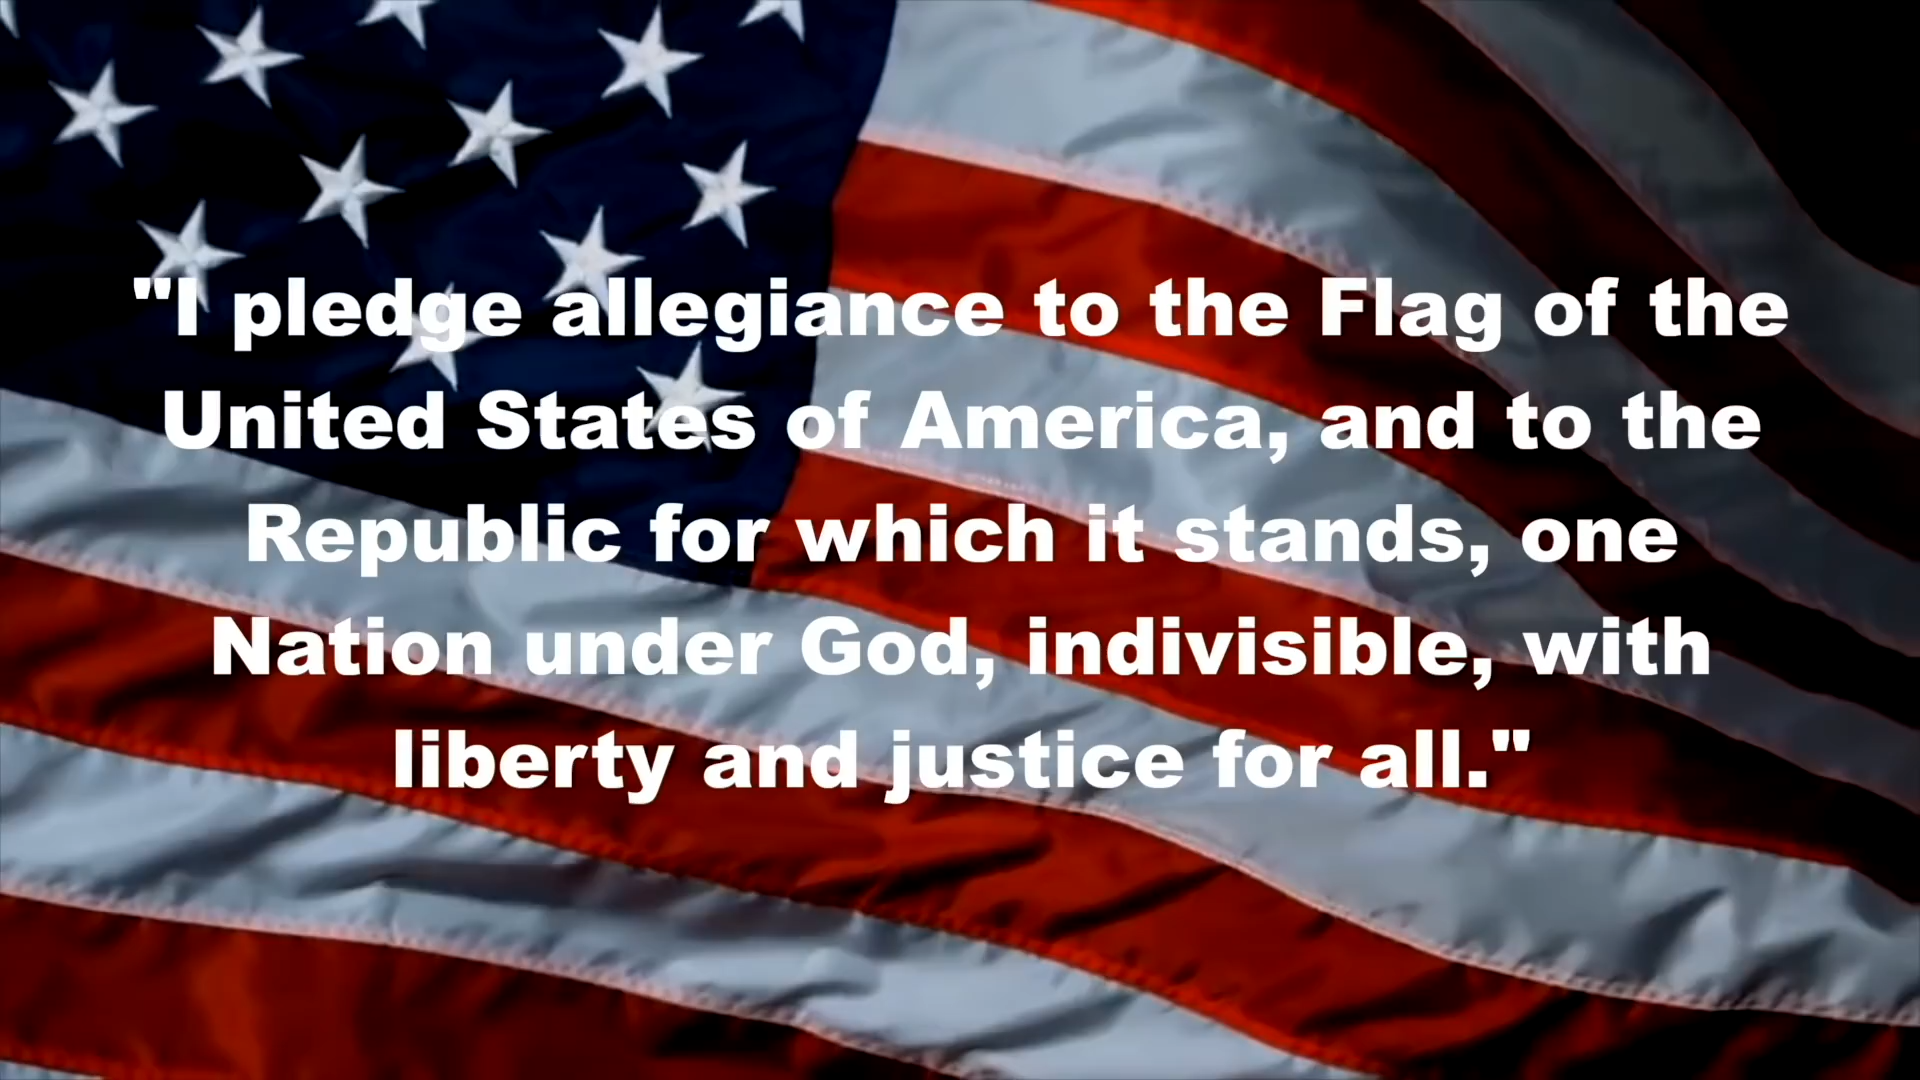 "I pledge allegiance to the Flag of the
United States of America, and to the
Republic for which it stands, one
Nation under God, indivisible, with
liberty and justice for all."